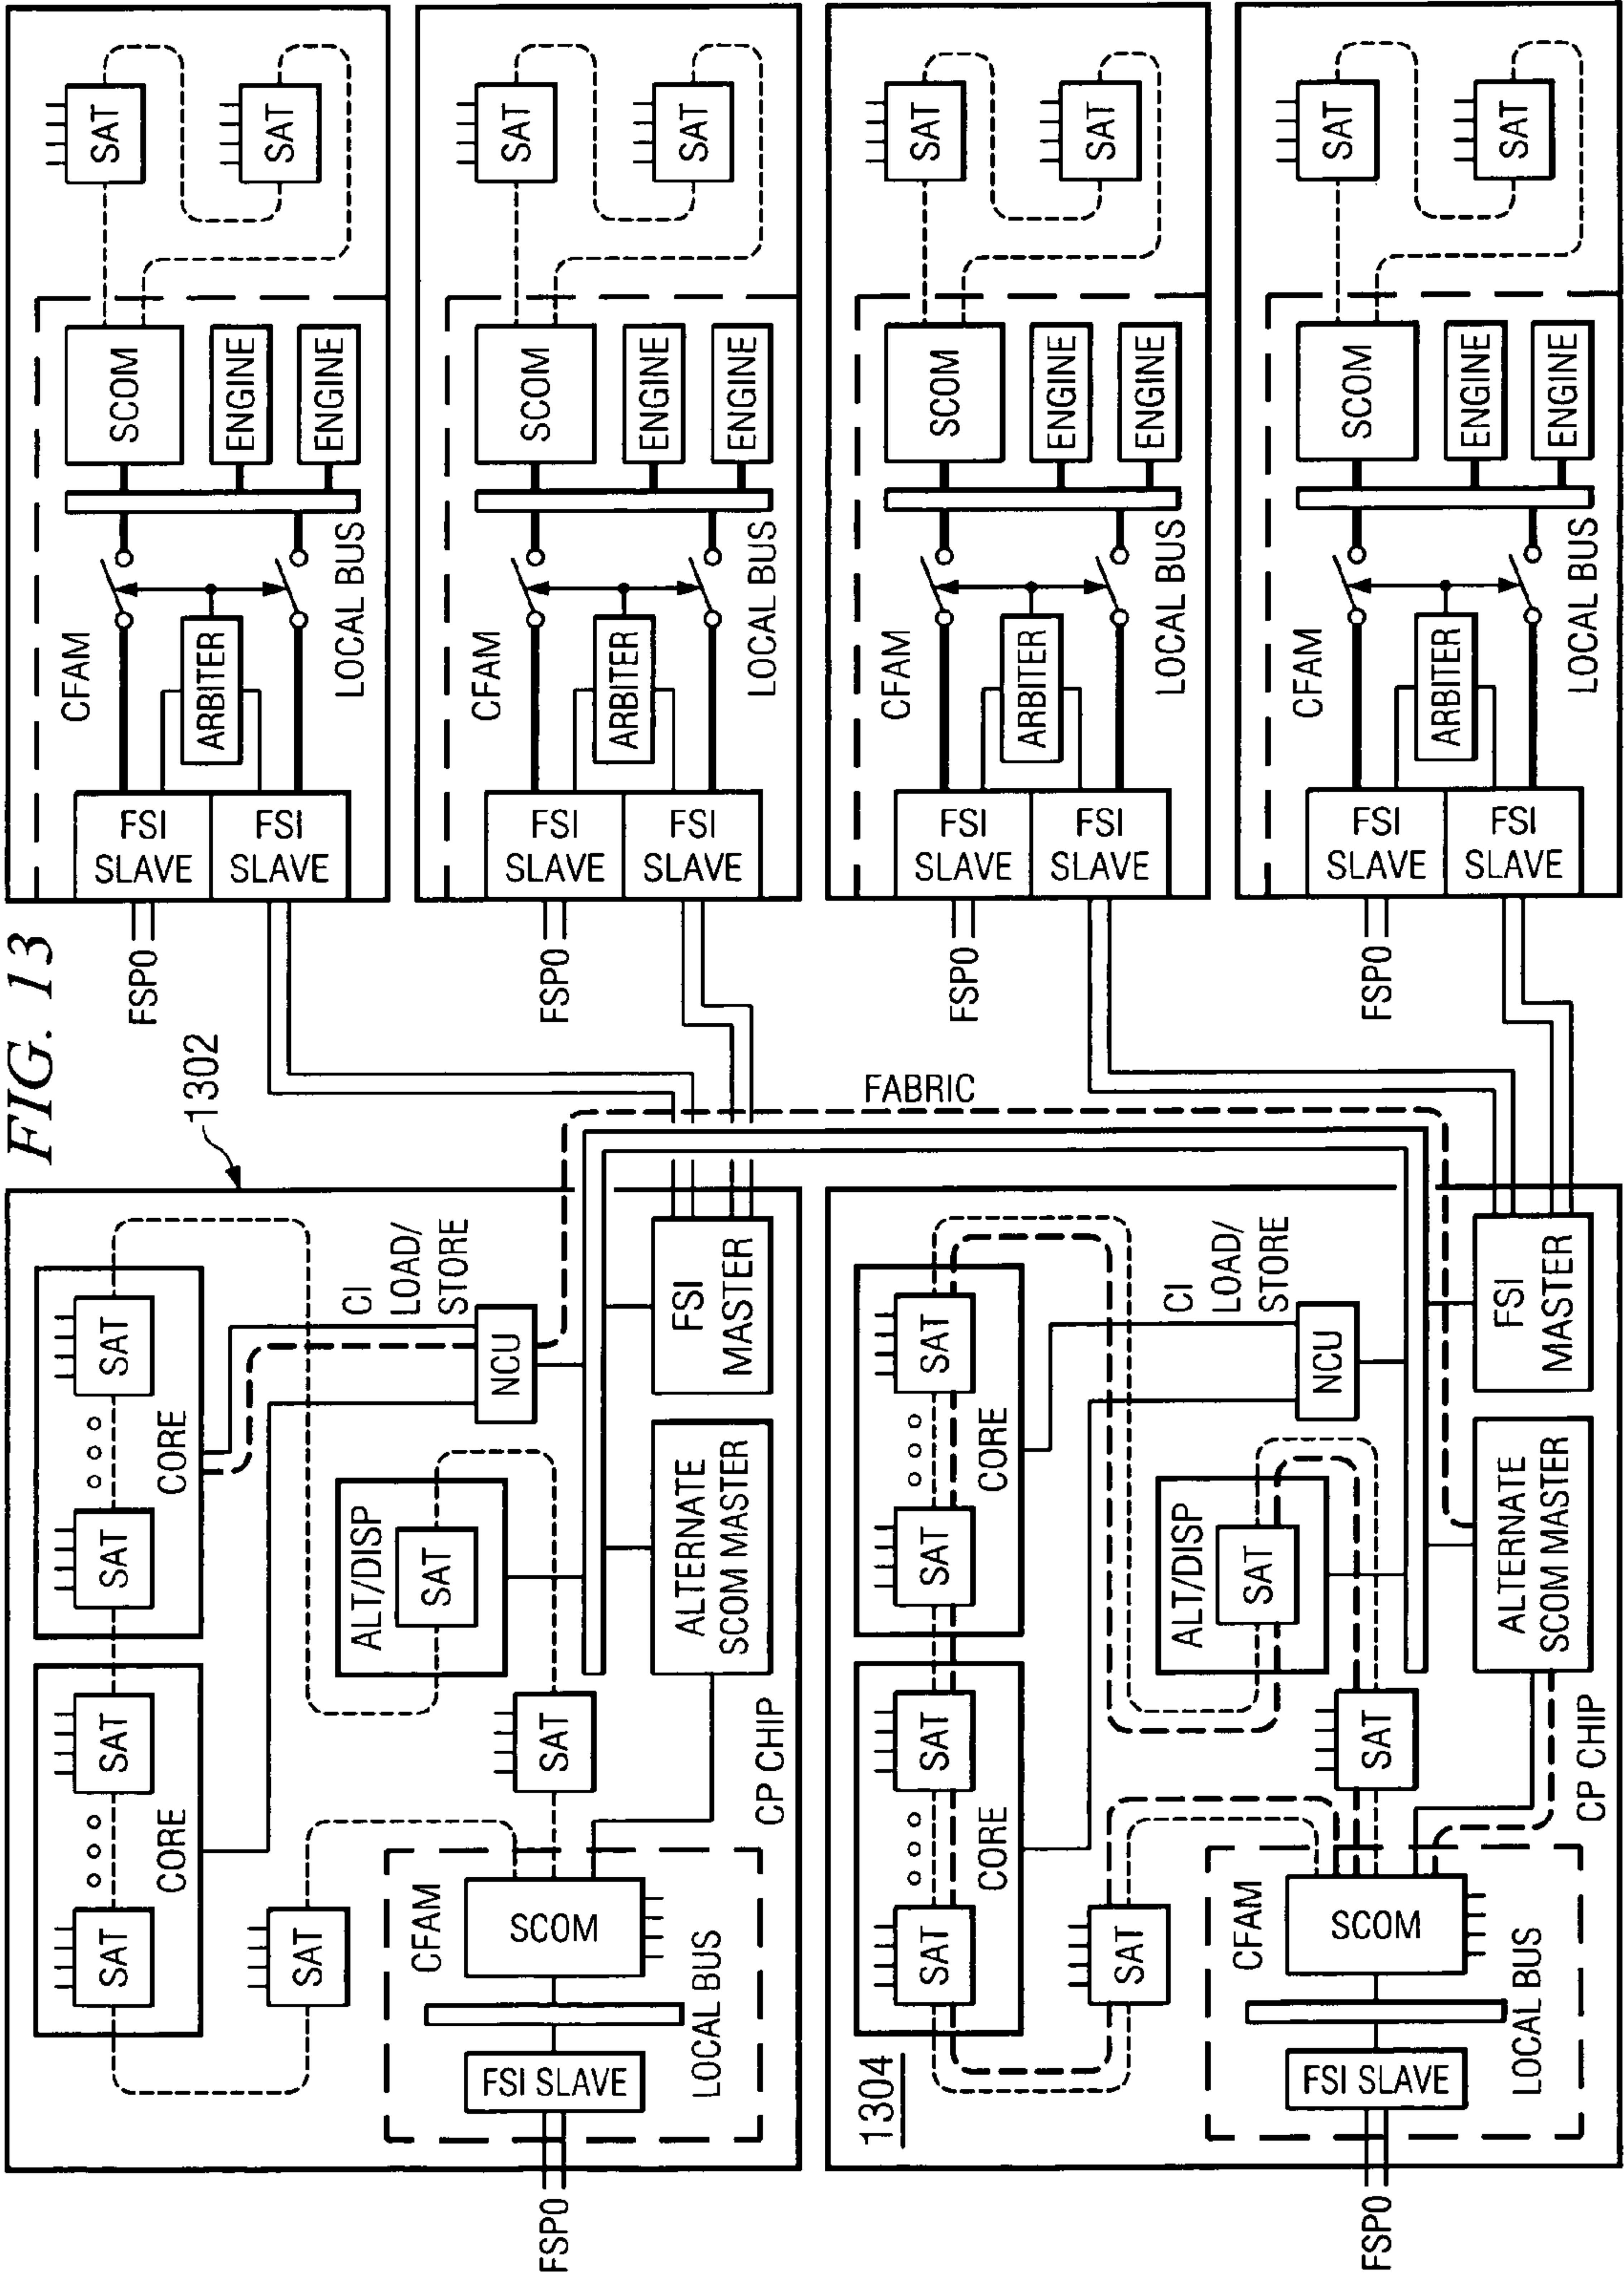 FIG. 13
1302
SAT
SAT
CORE
SAT
SAT
CORE
SAT
ALT/DISP
SAT
SAT
CI
LOAD/
STORE
NCU
CFAM
SCOM
LOCAL BUS
FSI SLAVE
FSP0
ALTERNATE
SCOM MASTER
FSI
MASTER
CP CHIP
FABRIC
1304
SAT
SAT
CORE
SAT
SAT
CORE
SAT
ALT/DISP
SAT
SAT
CI
LOAD/
STORE
NCU
CFAM
SCOM
LOCAL BUS
FSI SLAVE
FSP0
ALTERNATE
SCOM MASTER
FSI
MASTER
CP CHIP
FSP0
FSI
SLAVE
FSI
SLAVE
CFAM
ARBITER
LOCAL BUS
SCOM
ENGINE
ENGINE
SAT
SAT
FSP0
FSI
SLAVE
FSI
SLAVE
CFAM
ARBITER
LOCAL BUS
SCOM
ENGINE
ENGINE
SAT
SAT
FSP0
FSI
SLAVE
FSI
SLAVE
CFAM
ARBITER
LOCAL BUS
SCOM
ENGINE
ENGINE
SAT
SAT
FSP0
FSI
SLAVE
FSI
SLAVE
CFAM
ARBITER
LOCAL BUS
SCOM
ENGINE
ENGINE
SAT
SAT